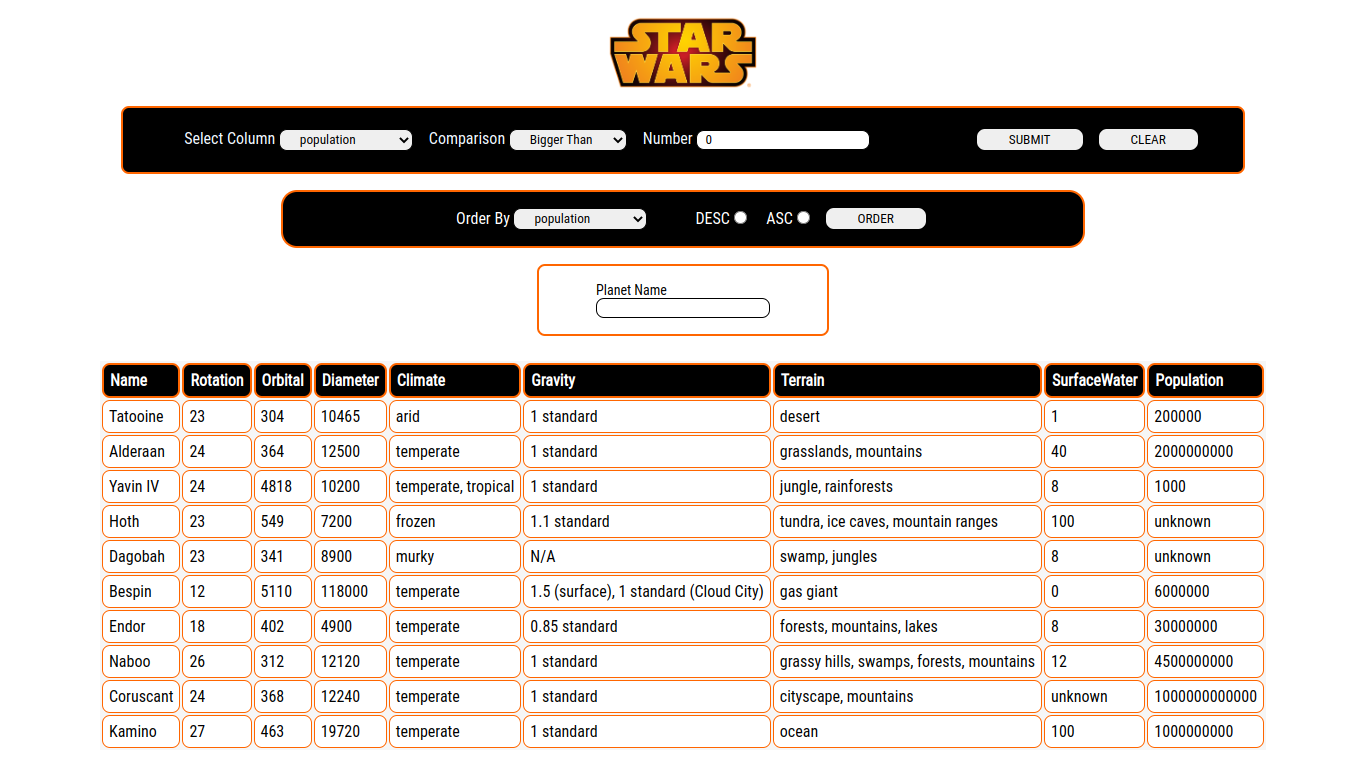 STAR
WARS
Select Column population Comparison Bigger Than Number 0 SUBMIT CLEAR
Order By population DESC ASC ORDER
Planet Name
Name Rotation Orbital Diameter Climate Gravity Terrain SurfaceWater Population
Tatooine 23 304 10465 arid 1 standard desert 1 200000
Alderaan 24 364 12500 temperate 1 standard grasslands, mountains 40 2000000000
Yavin IV 24 4818 10200 temperate, tropical 1 standard jungle, rainforests 8 1000
Hoth 23 549 7200 frozen 1.1 standard tundra, ice caves, mountain ranges 100 unknown
Dagobah 23 341 8900 murky N/A swamp, jungles 8 unknown
Bespin 12 5110 118000 temperate 1.5 (surface), 1 standard (Cloud City) gas giant 0 6000000
Endor 18 402 4900 temperate 0.85 standard forests, mountains, lakes 8 30000000
Naboo 26 312 12120 temperate 1 standard grassy hills, swamps, forests, mountains 12 4500000000
Coruscant 24 368 12240 temperate 1 standard cityscape, mountains unknown 1000000000000
Kamino 27 463 19720 temperate 1 standard ocean 100 1000000000